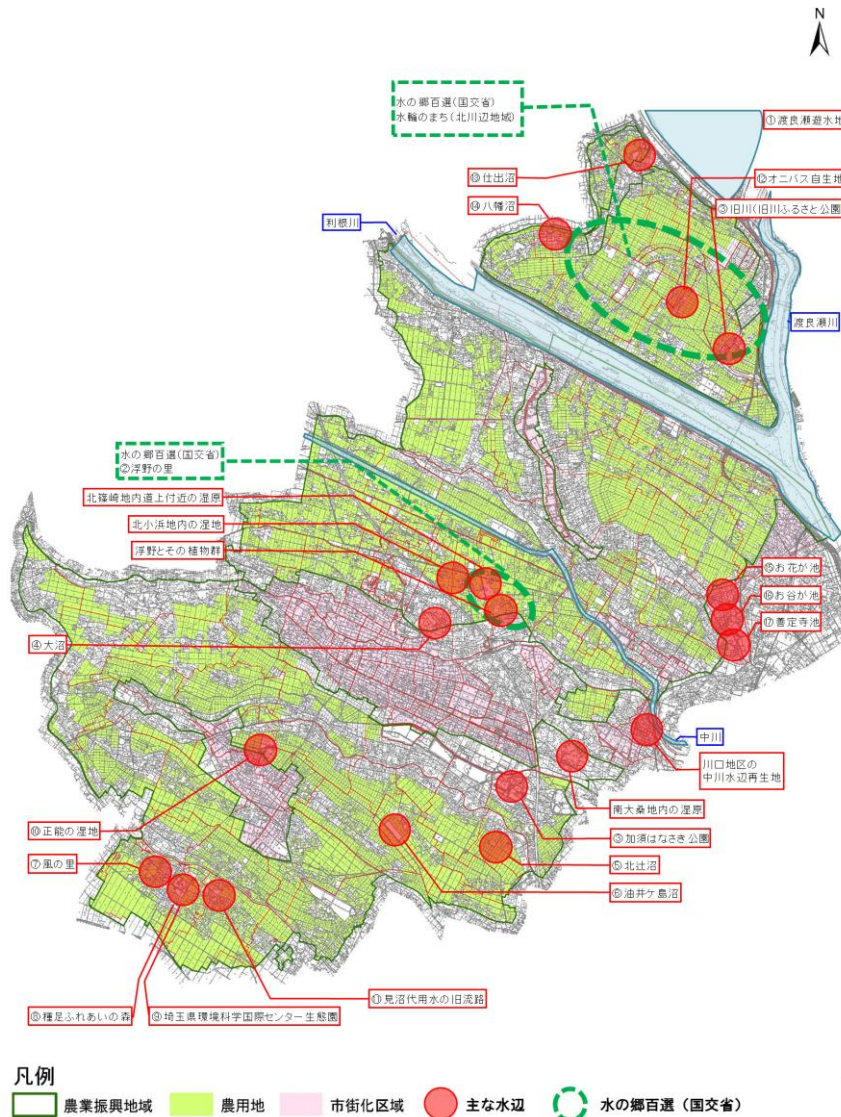 N
水の郷百選(国交省)
水輪のまち(北川辺地域)
①渡良瀬遊水地
⑬仕出沼
⑫オニバス自生地
⑭八幡沼
③旧川(旧川ふるさと公園)
利根川
渡良瀬川
水の郷百選(国交省)
②浮野の里
北篠崎地内道上付近の湿原
北小浜地内の湿地
浮野とその植物群
⑮お花が池
⑯お谷が池
⑰善定寺池
④大沼
中川
川口地区の
中川水辺再生地
南大桑地内の湿原
⑩正能の湿地
③加須はなさき公園
⑦風の里
⑤北辻沼
⑥油井ケ島沼
⑪見沼代用水の旧流路
⑧種足ふれあいの森
⑨埼玉県環境科学国際センター生態園
凡例
農業振興地域
農用地
市街化区域
主な水辺
水の郷百選（国交省）